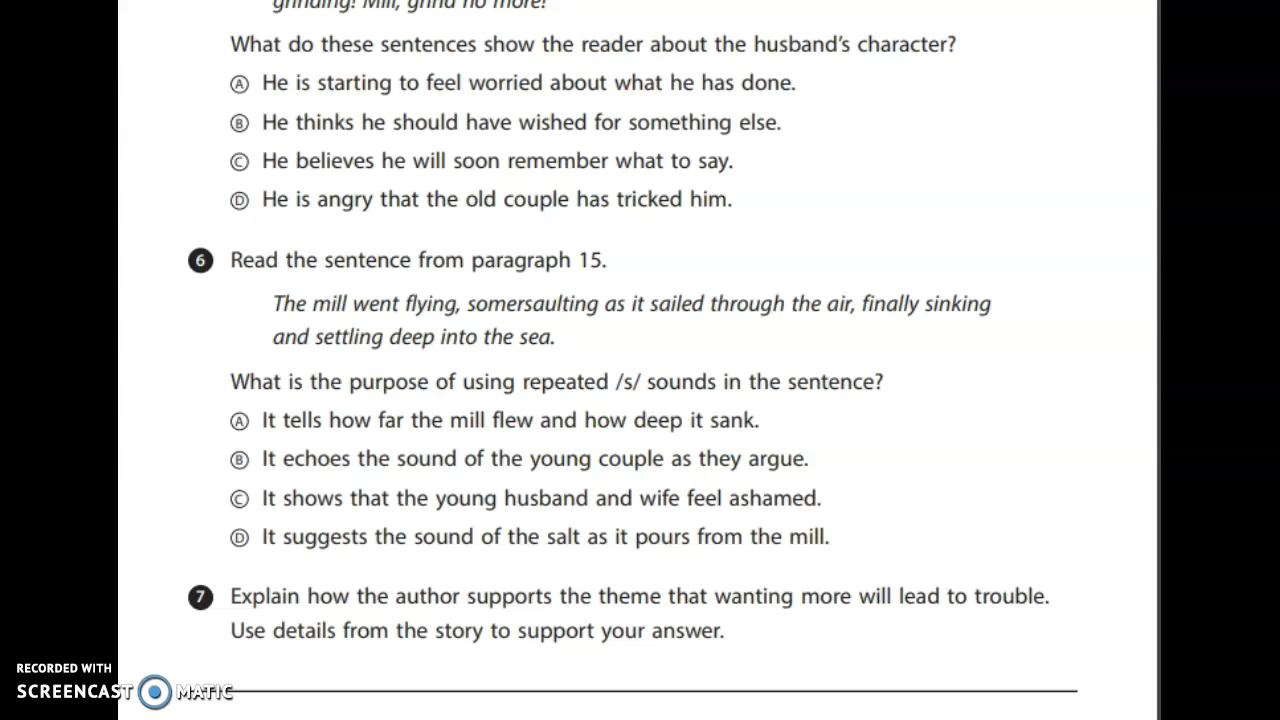 grinding! Mill, grind no more!
What do these sentences show the reader about the husband's character?
A He is starting to feel worried about what he has done.
B He thinks he should have wished for something else.
C He believes he will soon remember what to say.
D He is angry that the old couple has tricked him.
6 Read the sentence from paragraph 15.
The mill went flying, somersaulting as it sailed through the air, finally sinking
and settling deep into the sea.
What is the purpose of using repeated /s/ sounds in the sentence?
A It tells how far the mill flew and how deep it sank.
B It echoes the sound of the young couple as they argue.
C It shows that the young husband and wife feel ashamed.
D It suggests the sound of the salt as it pours from the mill.
7 Explain how the author supports the theme that wanting more will lead to trouble.
Use details from the story to support your answer.
RECORDED WITH
SCREENCAST MATIC